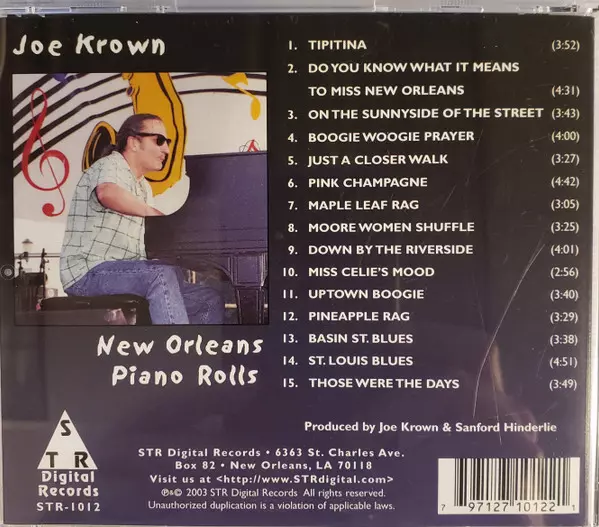 Joe Krown
1. TIPITINA (3:52)
2. DO YOU KNOW WHAT IT MEANS
TO MISS NEW ORLEANS (4:31)
3. ON THE SUNNYSIDE OF THE STREET (3:43)
4. BOOGIE WOOGIE PRAYER (4:00)
5. JUST A CLOSER WALK (3:27)
6. PINK CHAMPAGNE (4:42)
7. MAPLE LEAF RAG (3:05)
8. MOORE WOMEN SHUFFLE (3:25)
9. DOWN BY THE RIVERSIDE (4:01)
10. MISS CELIE'S MOOD (2:56)
11. UPTOWN BOOGIE (3:40)
12. PINEAPPLE RAG (3:29)
13. BASIN ST. BLUES (3:38)
14. ST. LOUIS BLUES (4:51)
15. THOSE WERE THE DAYS (3:49)
New Orleans
Piano Rolls
Produced by Joe Krown & Sanford Hinderlie
S
T R
Digital
Records
STR-1012
STR Digital Records • 6363 St. Charles Ave.
Box 82 • New Orleans, LA 70118
Visit us at <http://www.STRdigital.com>
℗&© 2003 STR Digital Records All rights reserved.
Unauthorized duplication is a violation of applicable laws.
7 97127 10122 1